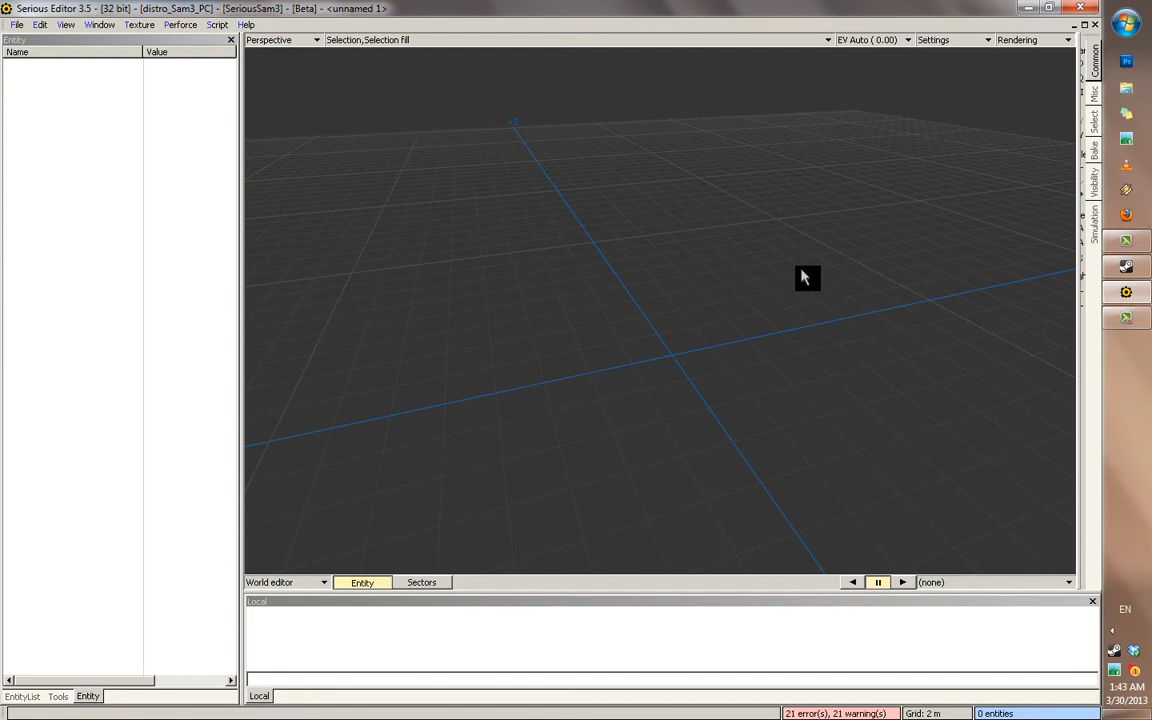 Serious Editor 3.5 - [32 bit] - [distro_Sam3_PC] - [SeriousSam3] - [Beta] - <unnamed 1>
File Edit View Window Texture Perforce Script Help
Entity
Name Value
Perspective Selection,Selection fill EV Auto ( 0.00) Settings Rendering
Common
Misc
Select
Bake
Visibility
Simulation
+Z
World editor Entity Sectors (none)
Local
Local
EntityList Tools Entity
21 error(s), 21 warning(s) Grid: 2 m 0 entities
Ps
EN
1:43 AM
3/30/2013